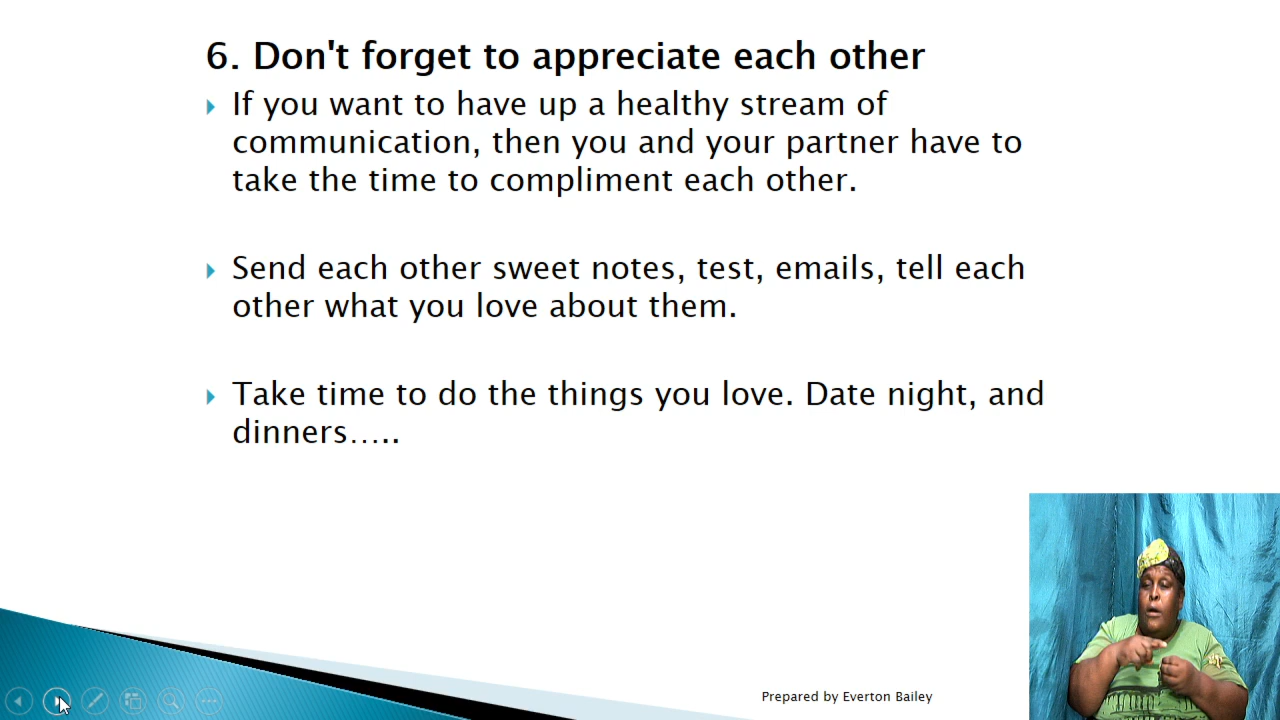 6. Don't forget to appreciate each other
If you want to have up a healthy stream of
communication, then you and your partner have to
take the time to compliment each other.
Send each other sweet notes, test, emails, tell each
other what you love about them.
Take time to do the things you love. Date night, and
dinners…..
Prepared by Everton Bailey